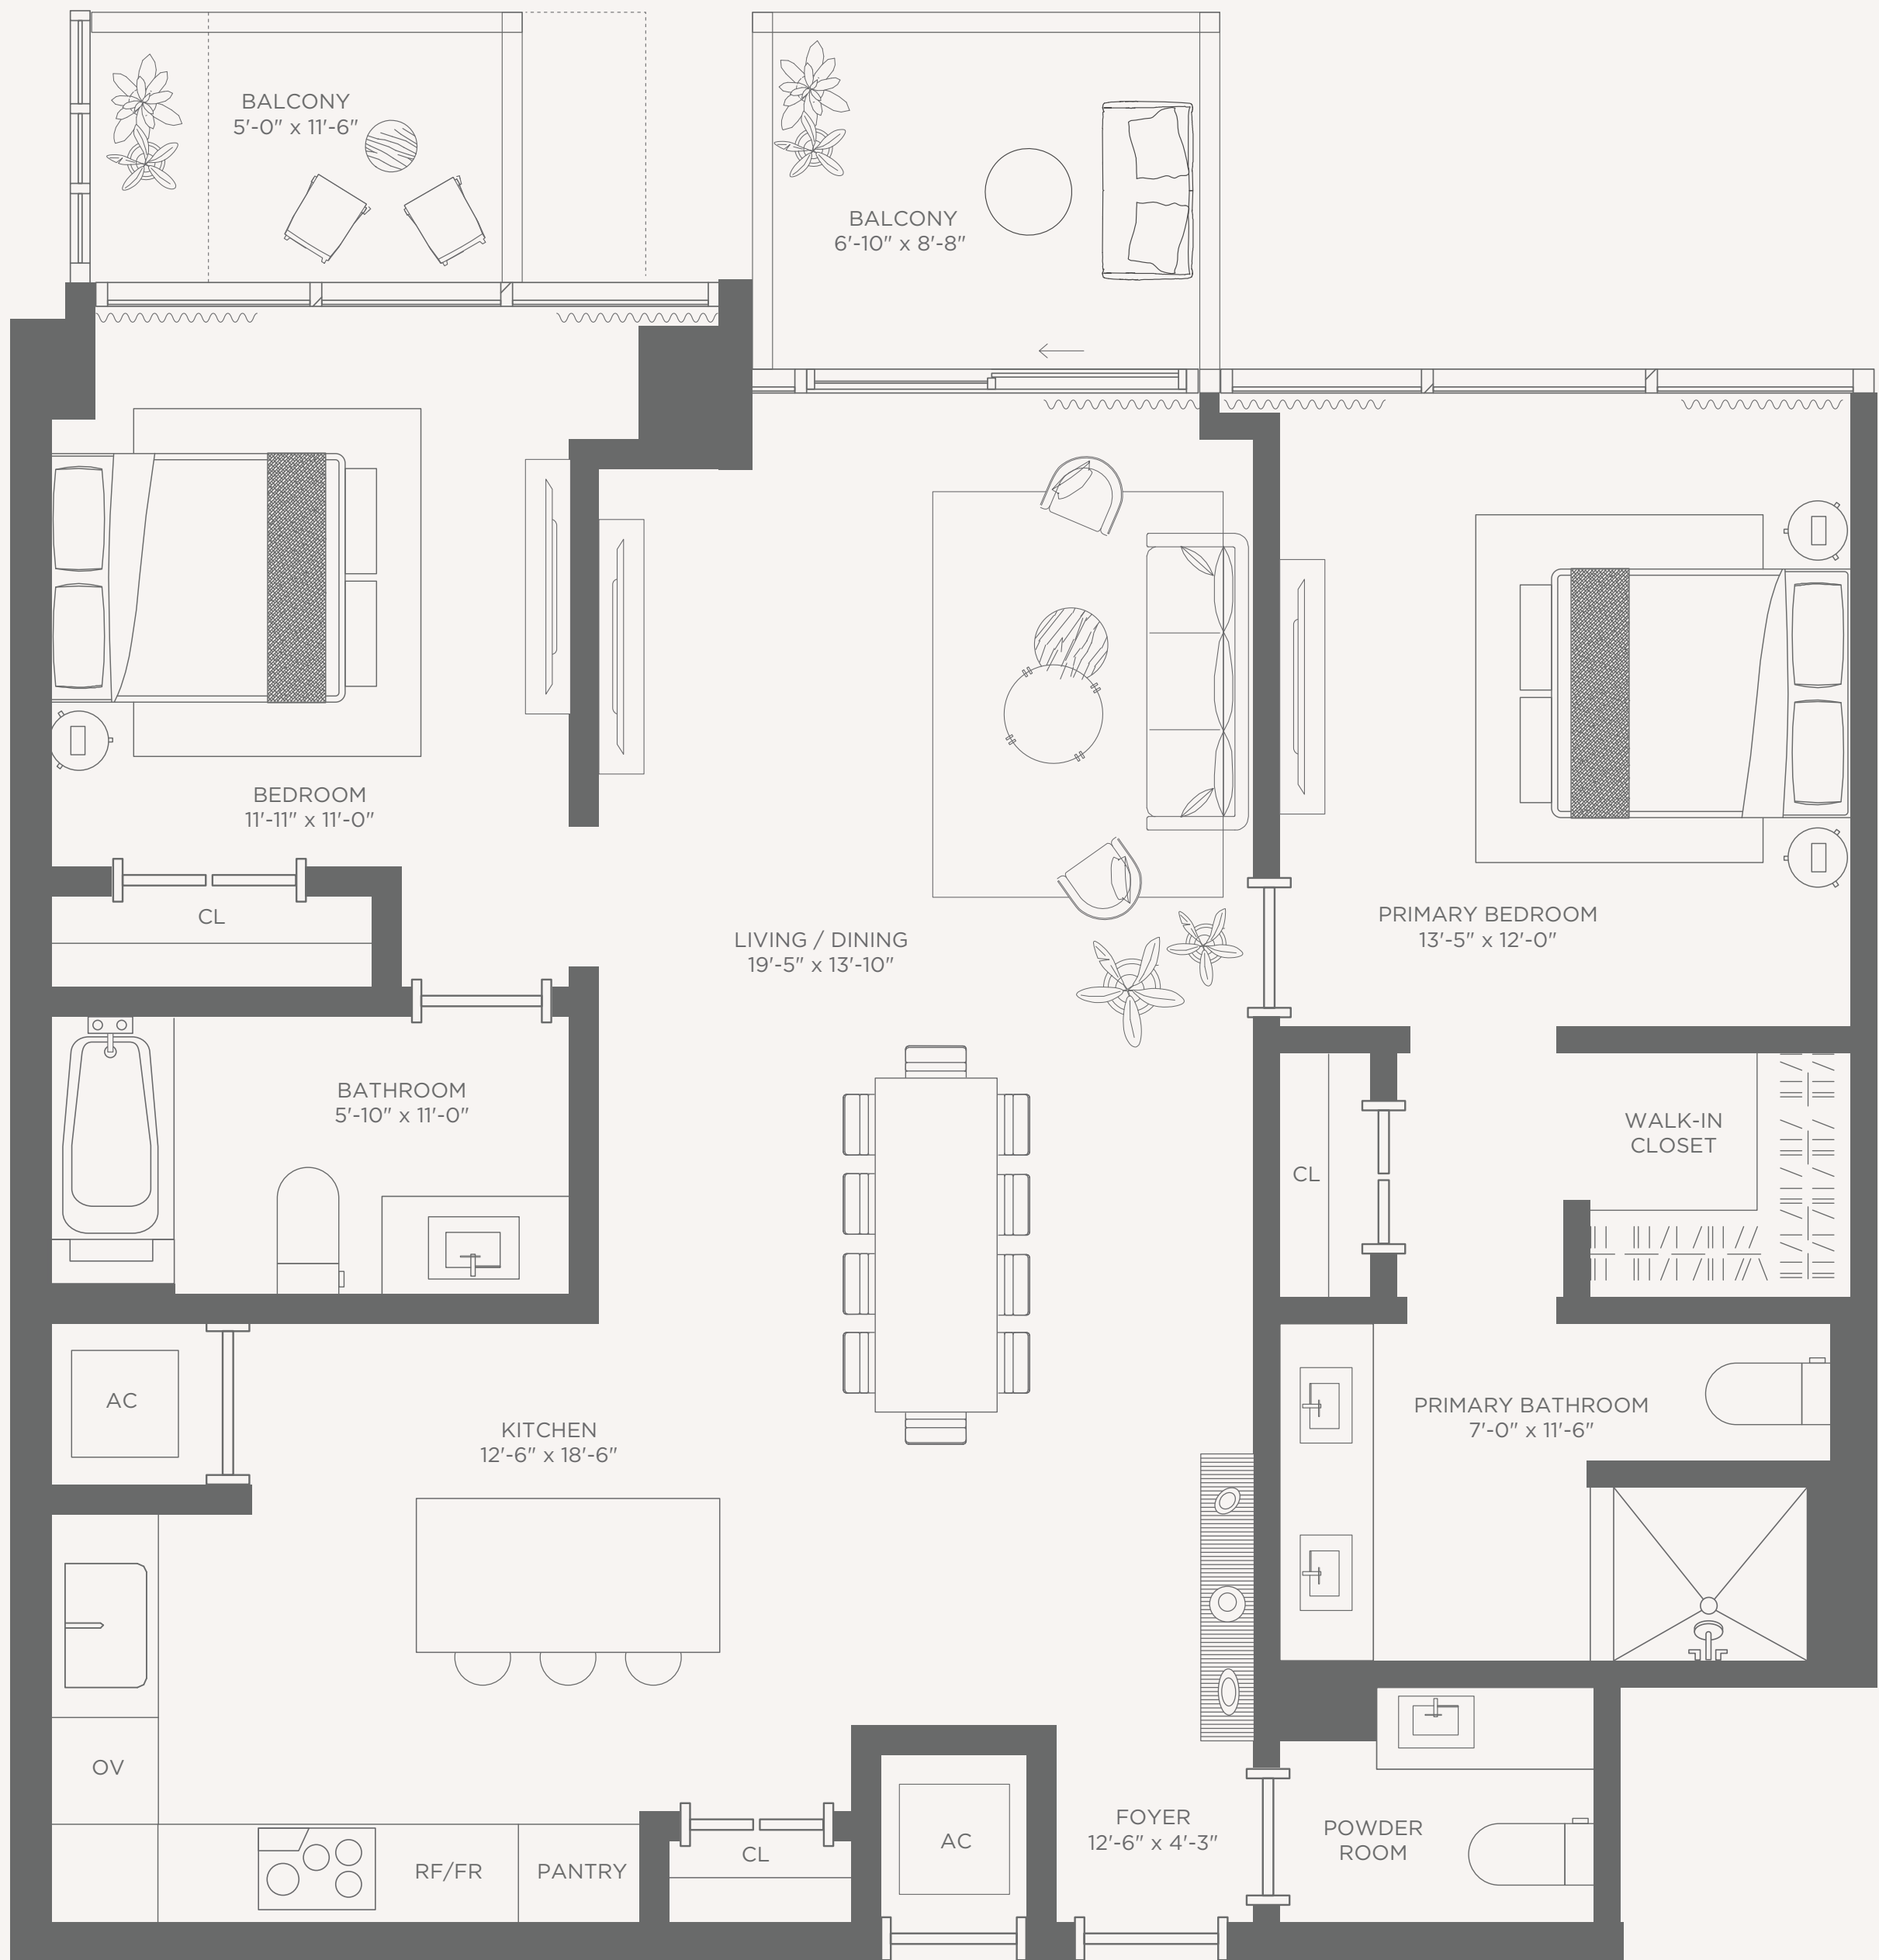 BALCONY
5'-0" x 11'-6"
BALCONY
6'-10" x 8'-8"
BEDROOM
11'-11" x 11'-0"
CL
LIVING / DINING
19'-5" x 13'-10"
PRIMARY BEDROOM
13'-5" x 12'-0"
BATHROOM
5'-10" x 11'-0"
WALK-IN
CLOSET
CL
AC
KITCHEN
12'-6" x 18'-6"
PRIMARY BATHROOM
7'-0" x 11'-6"
OV
RF/FR
PANTRY
CL
AC
FOYER
12'-6" x 4'-3"
POWDER
ROOM